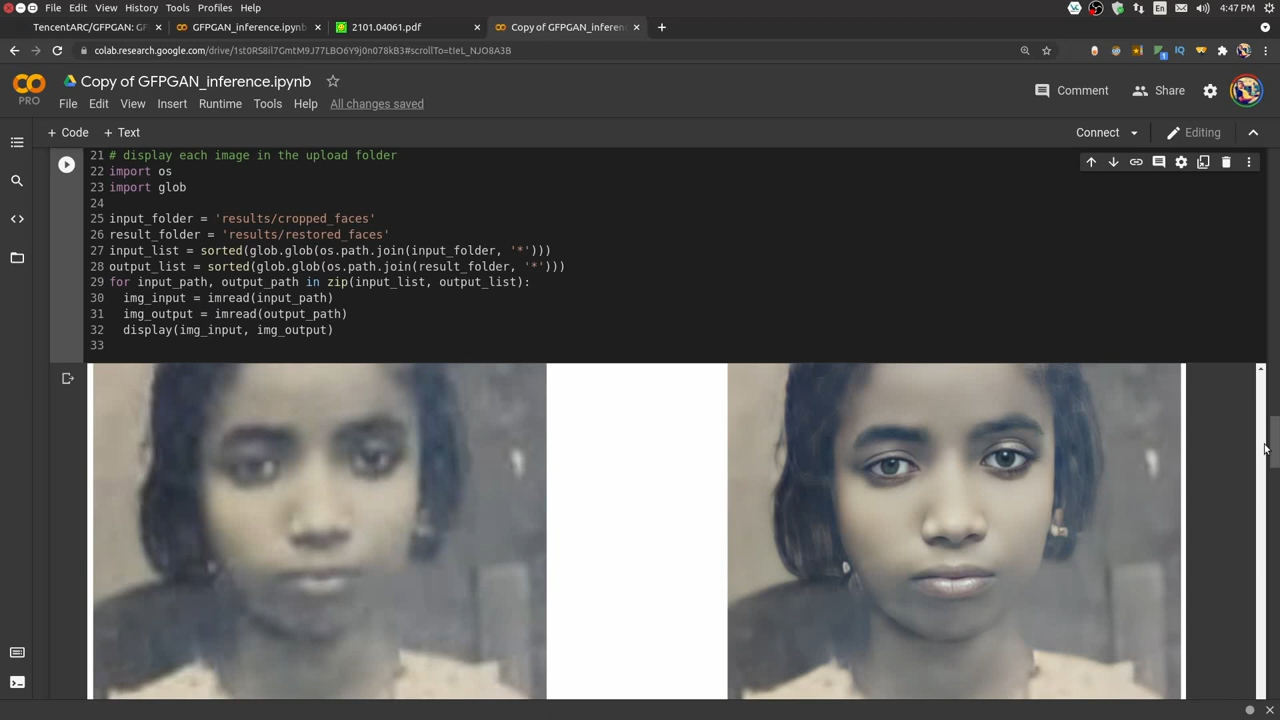 File Edit View History Tools Profiles Help
En 4:47 PM
TencentARC/GFPGAN: G
GFPGAN_inference.ipynb
2101.04061.pdf
Copy of GFPGAN_inferen
colab.research.google.com/drive/1st0RS8il7GmtM9J77LBO6Y9j0n078kB3#scrollTo=tIeL_NJO8A3B
Copy of GFPGAN_inference.ipynb
PRO
File Edit View Insert Runtime Tools Help All changes saved
Comment Share
+ Code + Text
Connect Editing
21 # display each image in the upload folder
22 import os
23 import glob
24
25 input_folder = 'results/cropped_faces'
26 result_folder = 'results/restored_faces'
27 input_list = sorted(glob.glob(os.path.join(input_folder, '*')))
28 output_list = sorted(glob.glob(os.path.join(result_folder, '*')))
29 for input_path, output_path in zip(input_list, output_list):
30 img_input = imread(input_path)
31 img_output = imread(output_path)
32 display(img_input, img_output)
33